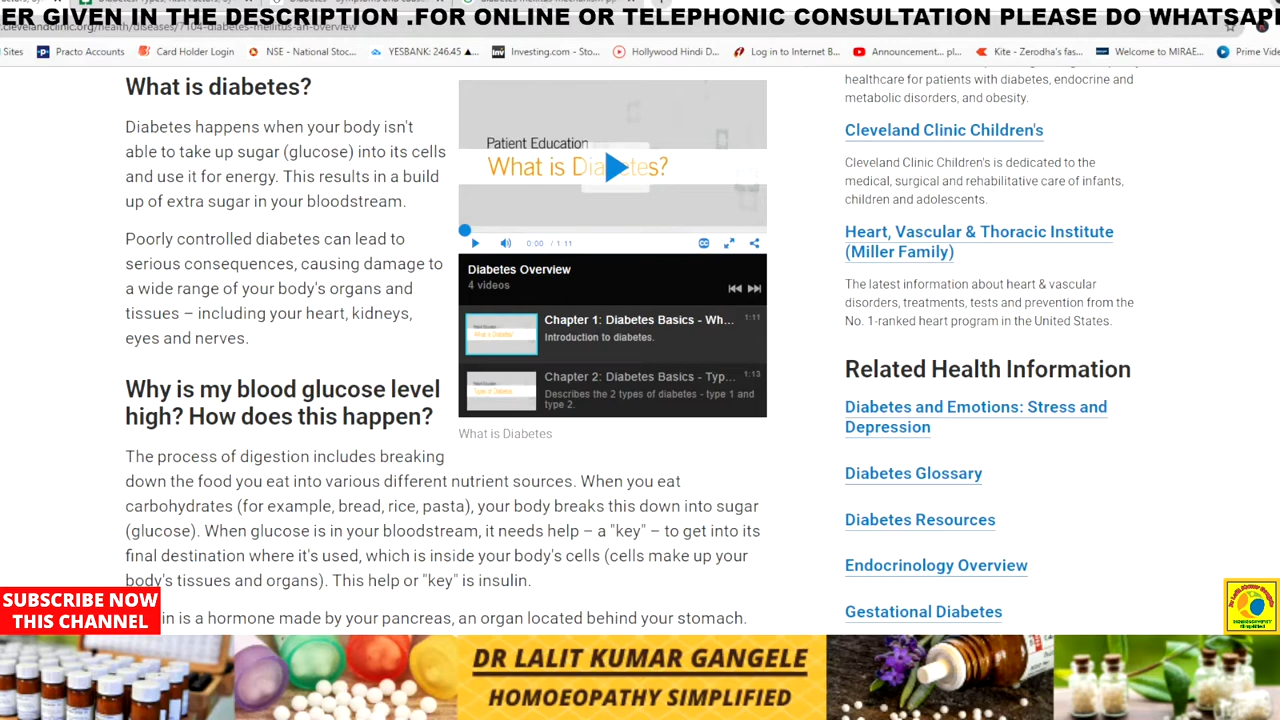 ER GIVEN IN DESCRIPTION .FOR ONLINE OR TELEPHONIC CONSULTATION PLEASE DO WHATSAP
clevelandclinic.org/health/diseases/7104-diabetes-mellitus-an-overview
Sites Practo Accounts Card Holder Login NSE - National Stoc... YESBANK: 246.45 ▲... Investing.com - Stoc... Hollywood Hindi D... Log in to Internet B... Announcement... pl... Kite - Zerodha's fas... Welcome to MIRAE... Prime Vide
What is diabetes?
Diabetes happens when your body isn't
able to take up sugar (glucose) into its cells
and use it for energy. This results in a build
up of extra sugar in your bloodstream.
Poorly controlled diabetes can lead to
serious consequences, causing damage to
a wide range of your body's organs and
tissues – including your heart, kidneys,
eyes and nerves.
Why is my blood glucose level
high? How does this happen?
The process of digestion includes breaking
down the food you eat into various different nutrient sources. When you eat
carbohydrates (for example, bread, rice, pasta), your body breaks this down into sugar
(glucose). When glucose is in your bloodstream, it needs help – a "key" – to get into its
final destination where it's used, which is inside your body's cells (cells make up your
body's tissues and organs). This help or "key" is insulin.
in is a hormone made by your pancreas, an organ located behind your stomach.
Patient Education
What is Diabetes?
0:00 / 1:11
CC
Diabetes Overview
4 videos
Chapter 1: Diabetes Basics - Wh... 1:11
Introduction to diabetes.
Chapter 2: Diabetes Basics - Typ... 1:13
Describes the 2 types of diabetes - type 1 and
type 2.
What is Diabetes
healthcare for patients with diabetes, endocrine and
metabolic disorders, and obesity.
Cleveland Clinic Children's
Cleveland Clinic Children's is dedicated to the
medical, surgical and rehabilitative care of infants,
children and adolescents.
Heart, Vascular & Thoracic Institute
(Miller Family)
The latest information about heart & vascular
disorders, treatments, tests and prevention from the
No. 1-ranked heart program in the United States.
Related Health Information
Diabetes and Emotions: Stress and
Depression
Diabetes Glossary
Diabetes Resources
Endocrinology Overview
Gestational Diabetes
SUBSCRIBE NOW
THIS CHANNEL
DR LALIT KUMAR GANGELE
HOMOEOPATHY SIMPLIFIED